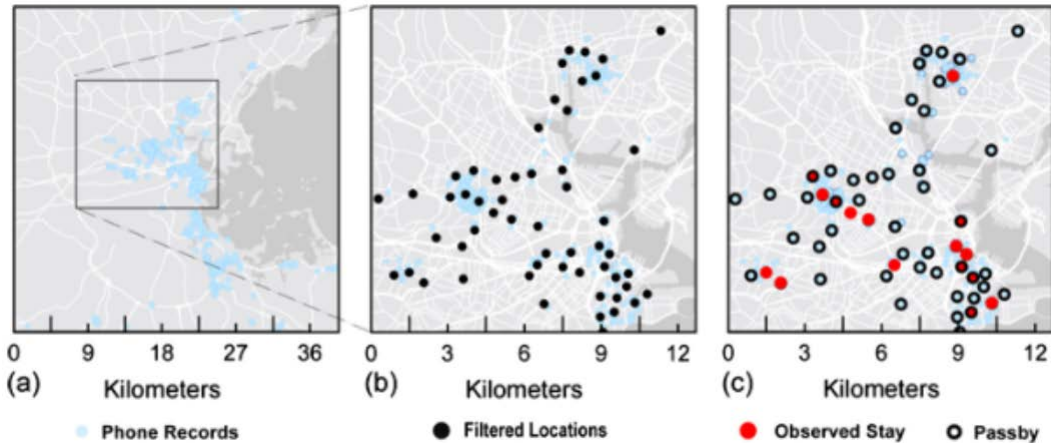 0 9 18 27 36
0 3 6 9 12
0 3 6 9 12
(a) Kilometers
(b) Kilometers
(c) Kilometers
Phone Records
Filtered Locations
Observed Stay
Passby